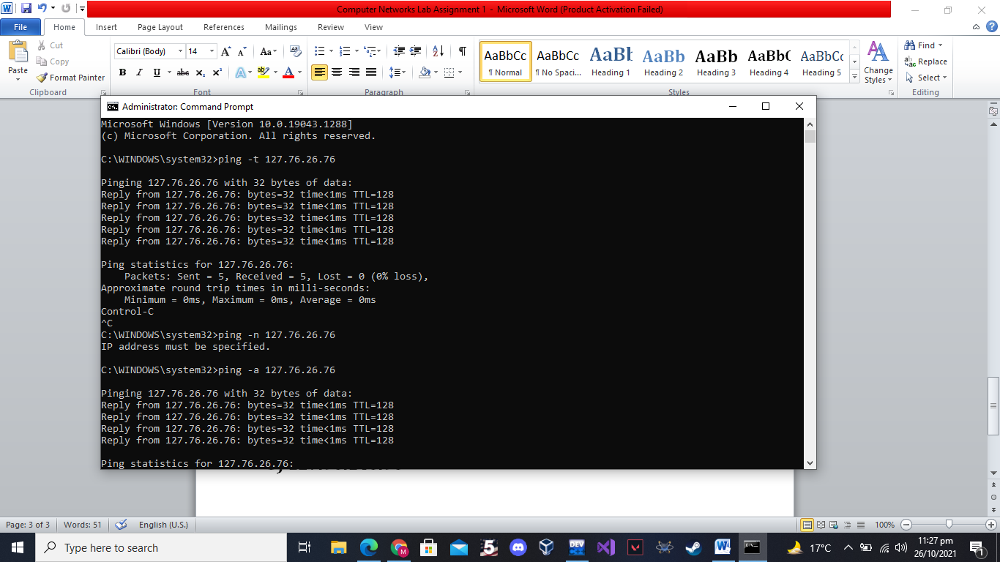 Computer Networks Lab Assignment 1 - Microsoft Word (Product Activation Failed)
File Home Insert Page Layout References Mailings Review View
Paste
Cut
Copy
Format Painter
Clipboard
Calibri (Body) 14
Font
Paragraph
AaBbCc AaBbCc AaBb AaBb AaBb AaBb AaBbCc
¶ Normal ¶ No Spaci... Heading 1 Heading 2 Heading 3 Heading 4 Heading 5
Styles
Change
Styles
Find
Replace
Select
Editing
Administrator: Command Prompt
Microsoft Windows [Version 10.0.19043.1288]
(c) Microsoft Corporation. All rights reserved.
C:\WINDOWS\system32>ping -t 127.76.26.76
Pinging 127.76.26.76 with 32 bytes of data:
Reply from 127.76.26.76: bytes=32 time<1ms TTL=128
Reply from 127.76.26.76: bytes=32 time<1ms TTL=128
Reply from 127.76.26.76: bytes=32 time<1ms TTL=128
Reply from 127.76.26.76: bytes=32 time<1ms TTL=128
Reply from 127.76.26.76: bytes=32 time<1ms TTL=128
Ping statistics for 127.76.26.76:
Packets: Sent = 5, Received = 5, Lost = 0 (0% loss),
Approximate round trip times in milli-seconds:
Minimum = 0ms, Maximum = 0ms, Average = 0ms
Control-C
^C
C:\WINDOWS\system32>ping -n 127.76.26.76
IP address must be specified.
C:\WINDOWS\system32>ping -a 127.76.26.76
Pinging 127.76.26.76 with 32 bytes of data:
Reply from 127.76.26.76: bytes=32 time<1ms TTL=128
Reply from 127.76.26.76: bytes=32 time<1ms TTL=128
Reply from 127.76.26.76: bytes=32 time<1ms TTL=128
Reply from 127.76.26.76: bytes=32 time<1ms TTL=128
Ping statistics for 127.76.26.76:
Page: 3 of 3 Words: 51 English (U.S.) 100%
Type here to search
17°C
11:27 pm
26/10/2021